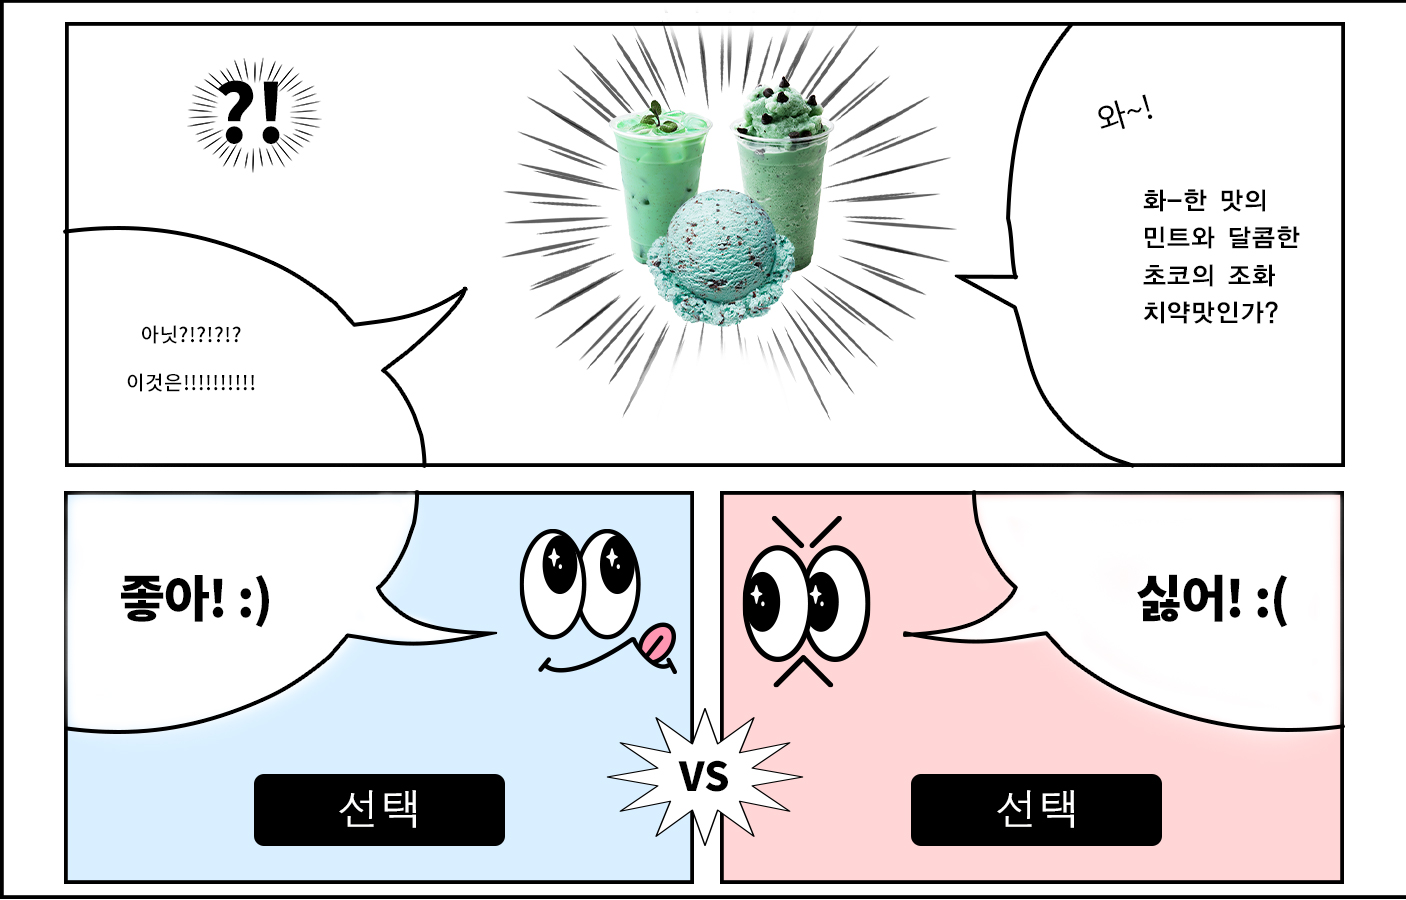 ?!
아닛?!?!?!?
이것은!!!!!!!!!!
와~!
화-한 맛의
민트와 달콤한
초코의 조화
치약맛인가?
좋아! :)
선택
VS
싫어! :(
선택